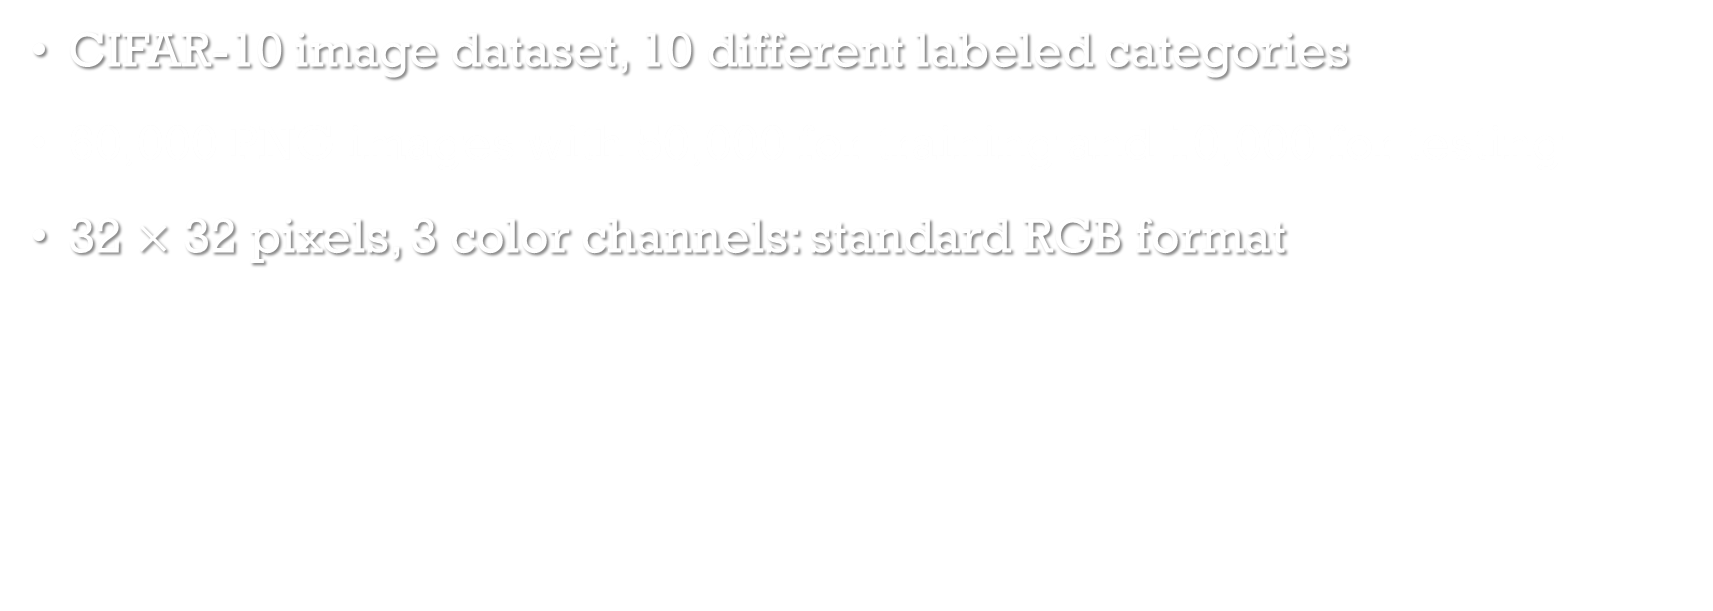 • CIFAR-10 image dataset, 10 different labeled categories
• 32 × 32 pixels, 3 color channels: standard RGB format